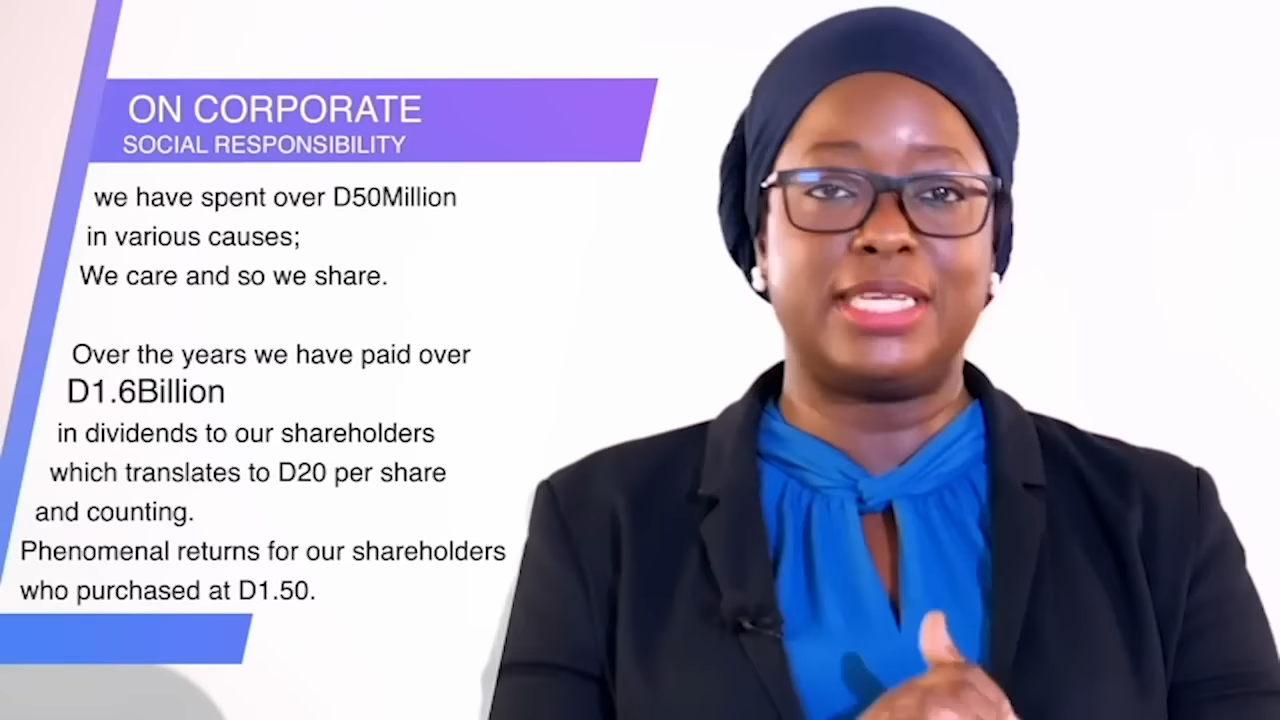 ON CORPORATE
SOCIAL RESPONSIBILITY
we have spent over D50Million
in various causes;
We care and so we share.
Over the years we have paid over
D1.6Billion
in dividends to our shareholders
which translates to D20 per share
and counting.
Phenomenal returns for our shareholders
who purchased at D1.50.